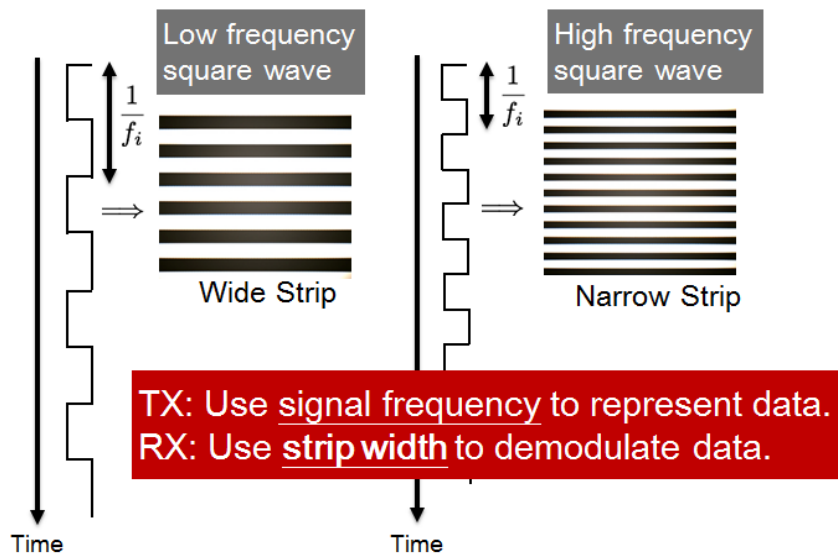 Low frequency
square wave
High frequency
square wave
1
f_i
1
f_i
⟹
⟹
Wide Strip
Narrow Strip
TX: Use signal frequency to represent data.
RX: Use strip width to demodulate data.
Time
Time